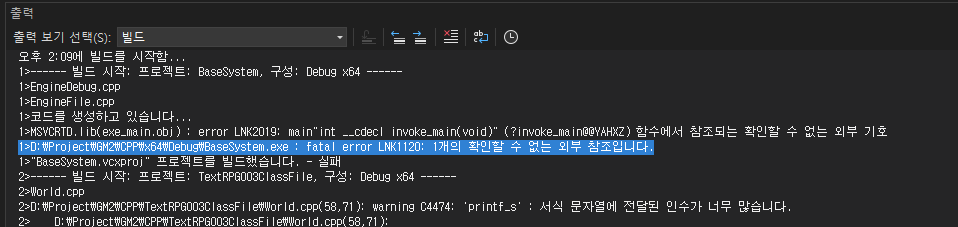 출력
출력 보기 선택(S): 빌드
오후 2:09에 빌드를 시작함...
1>------ 빌드 시작: 프로젝트: BaseSystem, 구성: Debug x64 ------
1>EngineDebug.cpp
1>EngineFile.cpp
1>코드를 생성하고 있습니다...
1>MSVCRTD.lib(exe_main.obj) : error LNK2019: main"int __cdecl invoke_main(void)" (?invoke_main@@YAHXZ) 함수에서 참조되는 확인할 수 없는 외부 기호
1>D:₩Project₩GM2₩CPP₩x64₩Debug₩BaseSystem.exe : fatal error LNK1120: 1개의 확인할 수 없는 외부 참조입니다.
1>"BaseSystem.vcxproj" 프로젝트를 빌드했습니다. - 실패
2>------ 빌드 시작: 프로젝트: TextRPG003ClassFile, 구성: Debug x64 ------
2>World.cpp
2>D:₩Project₩GM2₩CPP₩TextRPG003ClassFile₩World.cpp(58,71): warning C4474: 'printf_s' : 서식 문자열에 전달된 인수가 너무 많습니다.
2>    D:₩Project₩GM2₩CPP₩TextRPG003ClassFile₩World.cpp(58,71):